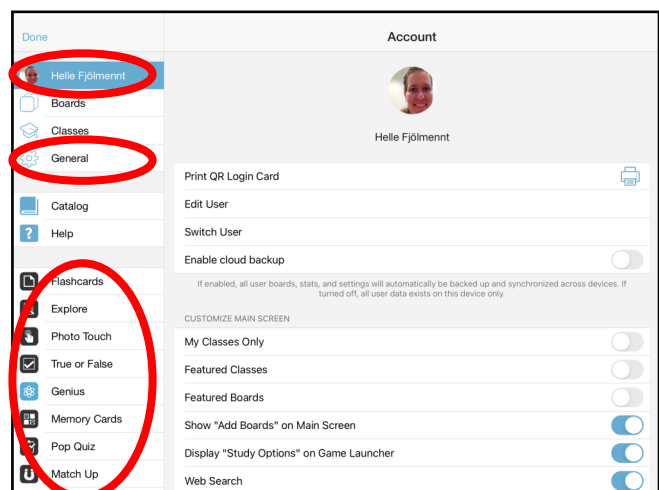 Done
Account
Helle Fjölmennt
Boards
Classes
General
Catalog
Help
Flashcards
Explore
Photo Touch
True or False
Genius
Memory Cards
Pop Quiz
Match Up
Helle Fjölmennt
Print QR Login Card
Edit User
Switch User
Enable cloud backup
If enabled, all user boards, stats, and settings will automatically be backed up and synchronized across devices. If
turned off, all user data exists on this device only.
CUSTOMIZE MAIN SCREEN
My Classes Only
Featured Classes
Featured Boards
Show "Add Boards" on Main Screen
Display "Study Options" on Game Launcher
Web Search